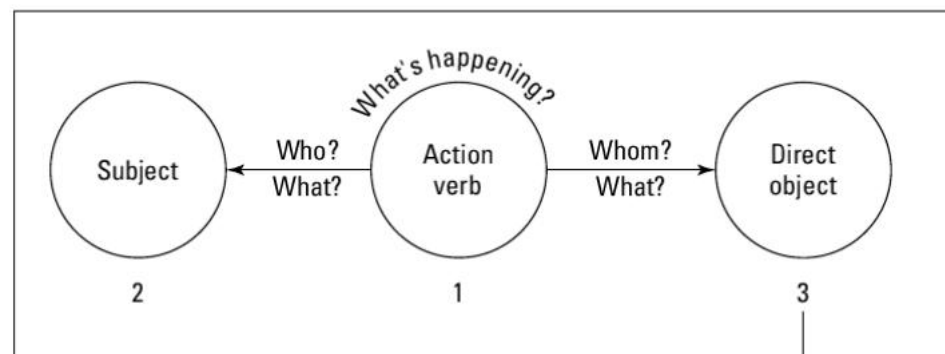 What's happening?
Subject
Who?
What?
Action
verb
Whom?
What?
Direct
object
2
1
3